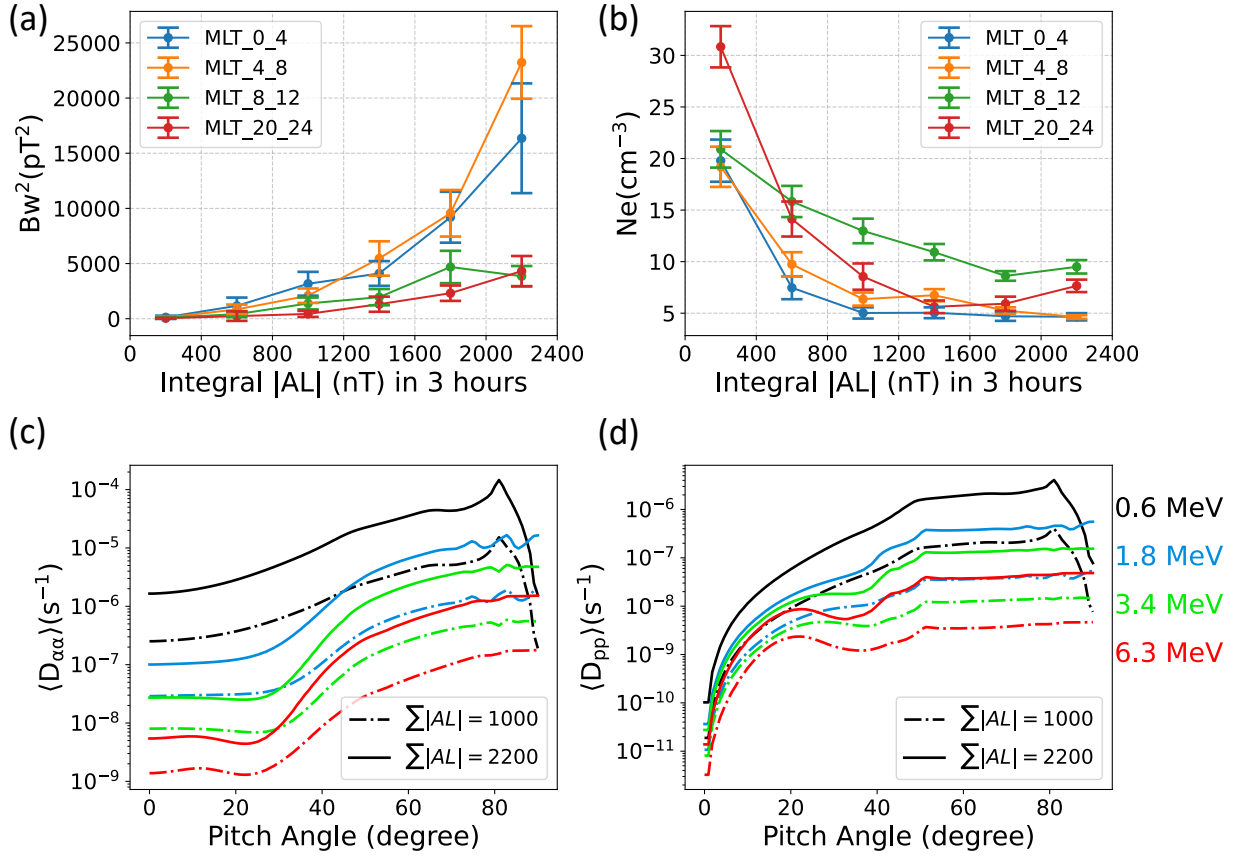 (a)
Bw²(pT²)
25000
20000
15000
10000
5000
0
MLT_0_4
MLT_4_8
MLT_8_12
MLT_20_24
0 400 800 1200 1600 2000 2400
Integral |AL| (nT) in 3 hours
(b)
Ne(cm⁻³)
30
25
20
15
10
5
MLT_0_4
MLT_4_8
MLT_8_12
MLT_20_24
0 400 800 1200 1600 2000 2400
Integral |AL| (nT) in 3 hours
(c)
⟨Dαα⟩(s⁻¹)
10⁻⁴
10⁻⁵
10⁻⁶
10⁻⁷
10⁻⁸
10⁻⁹
∑|AL| = 1000
∑|AL| = 2200
0 20 40 60 80
Pitch Angle (degree)
(d)
⟨Dpp⟩(s⁻¹)
10⁻⁶
10⁻⁷
10⁻⁸
10⁻⁹
10⁻¹⁰
10⁻¹¹
∑|AL| = 1000
∑|AL| = 2200
0 20 40 60 80
Pitch Angle (degree)
0.6 MeV
1.8 MeV
3.4 MeV
6.3 MeV